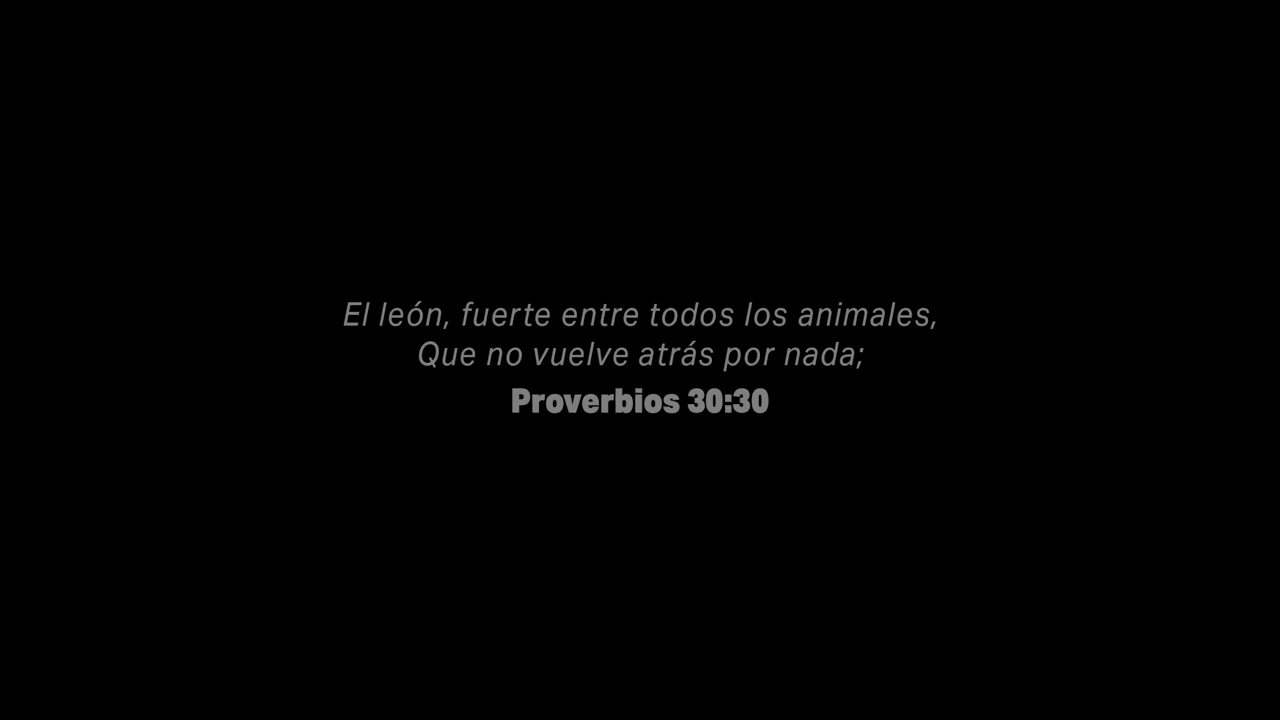 El león, fuerte entre todos los animales,
Que no vuelve atrás por nada;
Proverbios 30:30